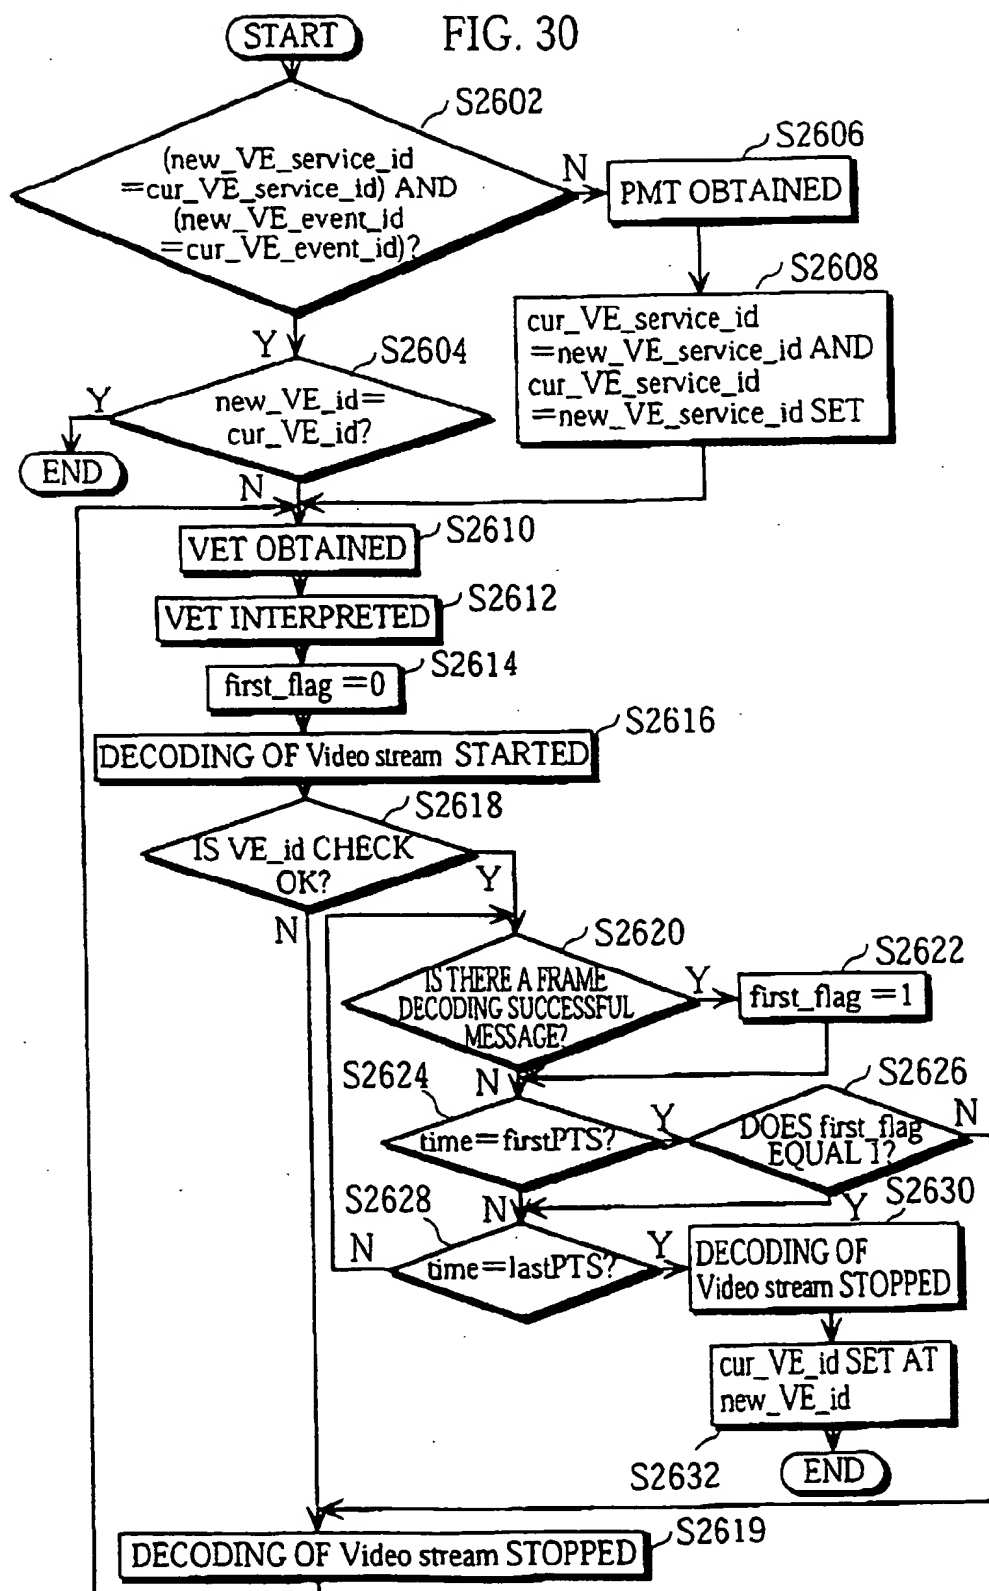 START
FIG. 30
S2602
(new_VE_service_id
=cur_VE_service_id) AND
(new_VE_event_id
=cur_VE_event_id)?
N
S2606
PMT OBTAINED
S2608
cur_VE_service_id
=new_VE_service_id AND
cur_VE_service_id
=new_VE_service_id SET
Y
S2604
new_VE_id=
cur_VE_id?
Y
END
N
S2610
VET OBTAINED
S2612
VET INTERPRETED
S2614
first_flag =0
S2616
DECODING OF Video stream STARTED
S2618
IS VE_id CHECK
OK?
Y
N
S2620
IS THERE A FRAME
DECODING SUCCESSFUL
MESSAGE?
Y
S2622
first_flag =1
N
S2624
time=firstPTS?
Y
S2626
DOES first_flag
EQUAL 1?
N
Y
N
S2628
time=lastPTS?
N
Y
S2630
DECODING OF
Video stream STOPPED
cur_VE_id SET AT
new_VE_id
S2632
END
S2619
DECODING OF Video stream STOPPED